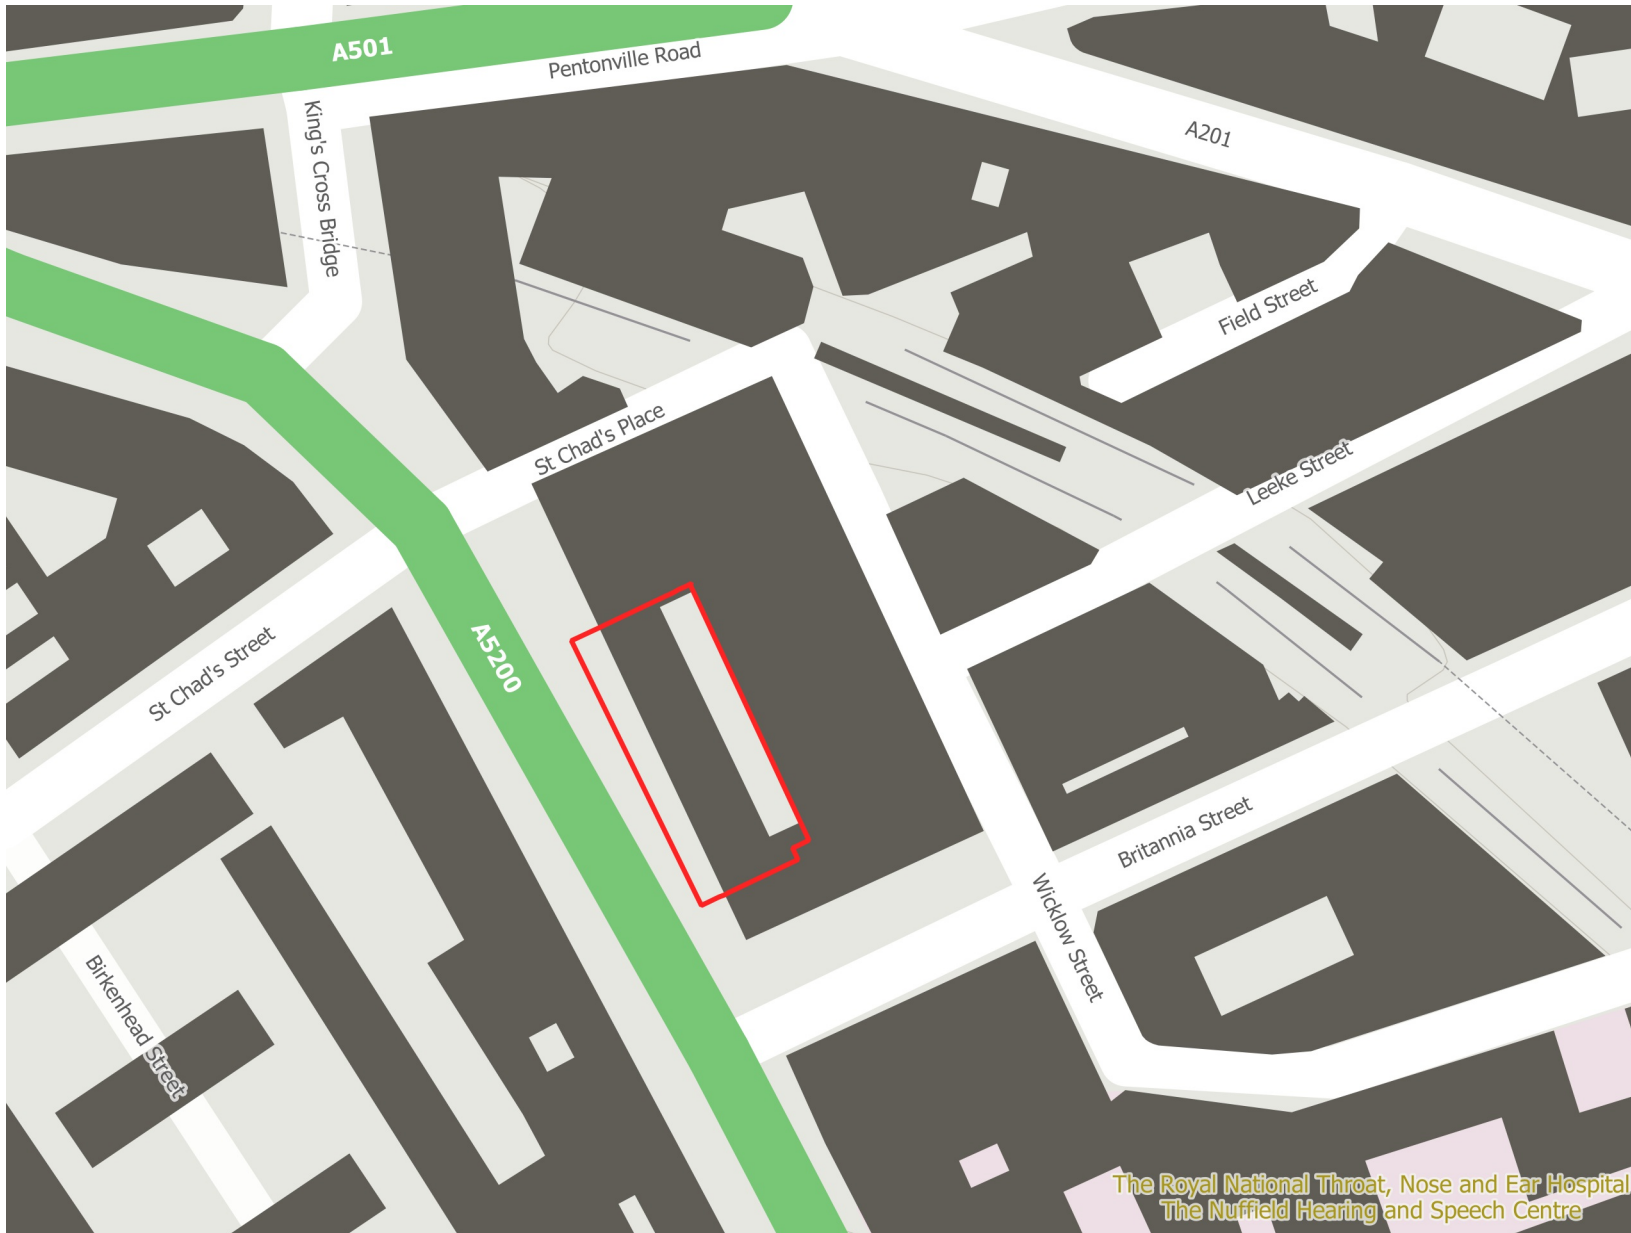 A501
Pentonville Road
King's Cross Bridge
A201
Field Street
St Chad's Place
Leeke Street
A5200
St Chad's Street
Britannia Street
Wicklow Street
Birkenhead Street
The Royal National Throat, Nose and Ear Hospital
The Nuffield Hearing and Speech Centre